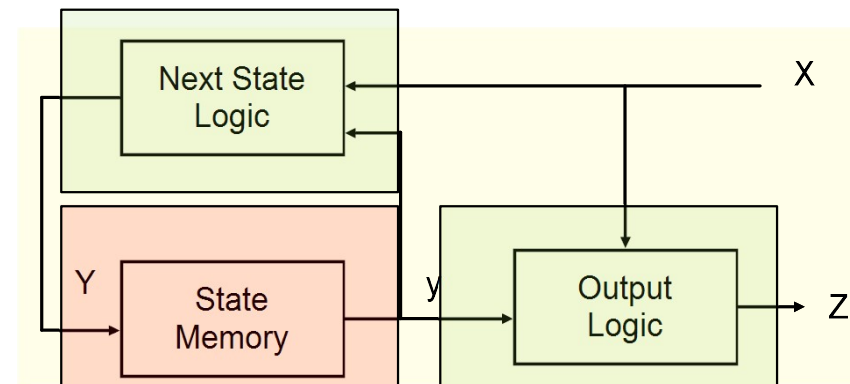 Next State
Logic
X
Y
State
Memory
y
Output
Logic
Z